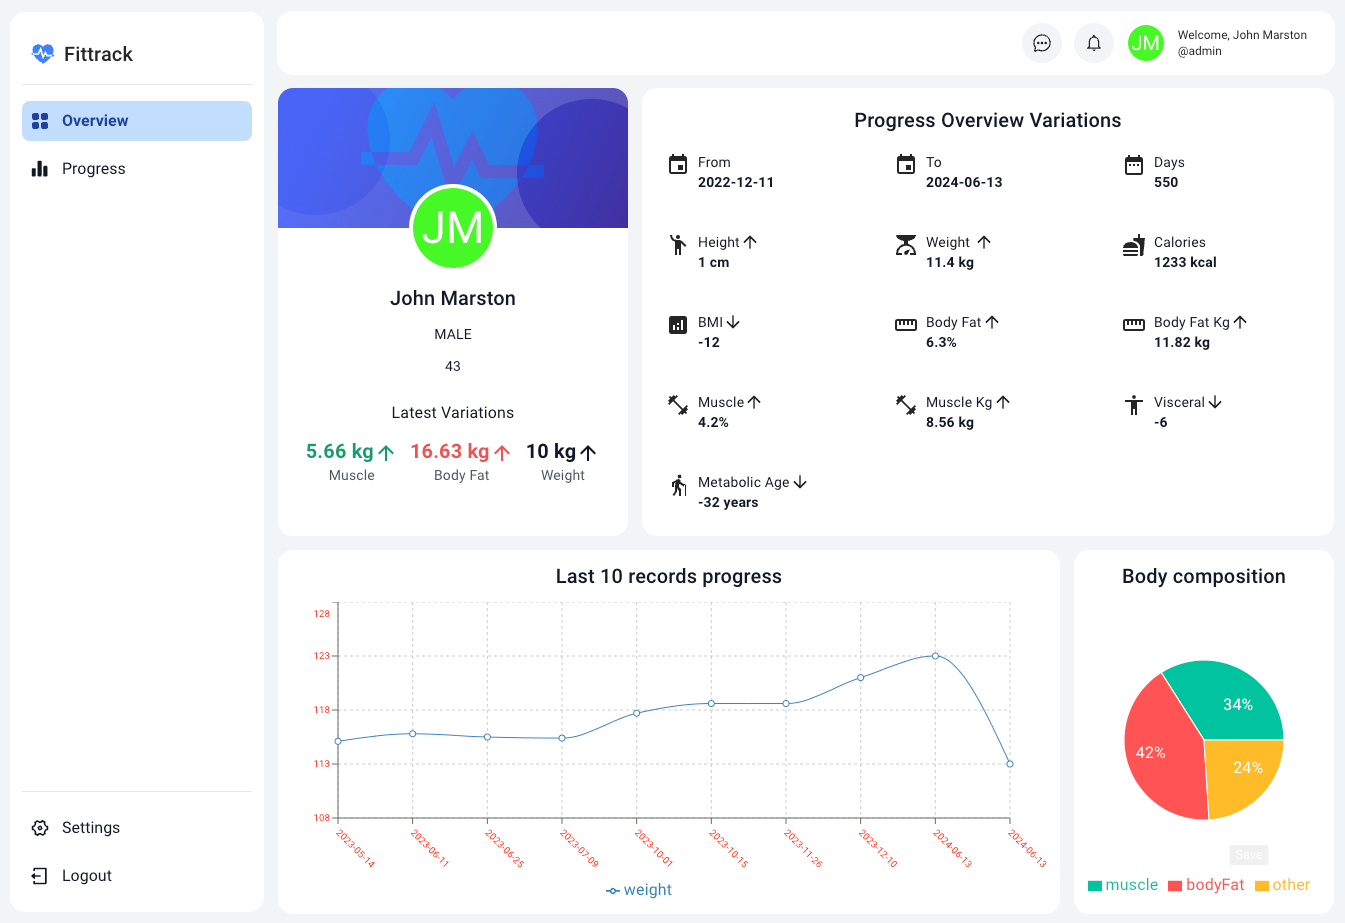 Fittrack
Overview
Progress
Settings
Logout
Welcome, John Marston
@admin
JM
JM
John Marston
MALE
43
Latest Variations
5.66 kg
Muscle
16.63 kg
Body Fat
10 kg
Weight
Progress Overview Variations
From
2022-12-11
To
2024-06-13
Days
550
Height
1 cm
Weight
11.4 kg
Calories
1233 kcal
BMI
-12
Body Fat
6.3%
Body Fat Kg
11.82 kg
Muscle
4.2%
Muscle Kg
8.56 kg
Visceral
-6
Metabolic Age
-32 years
Last 10 records progress
128
123
118
113
108
2023-05-14
2023-06-11
2023-06-25
2023-07-09
2023-10-01
2023-10-15
2023-11-26
2023-12-10
2024-06-13
2024-06-13
weight
Body composition
34%
42%
24%
Save
muscle
bodyFat
other